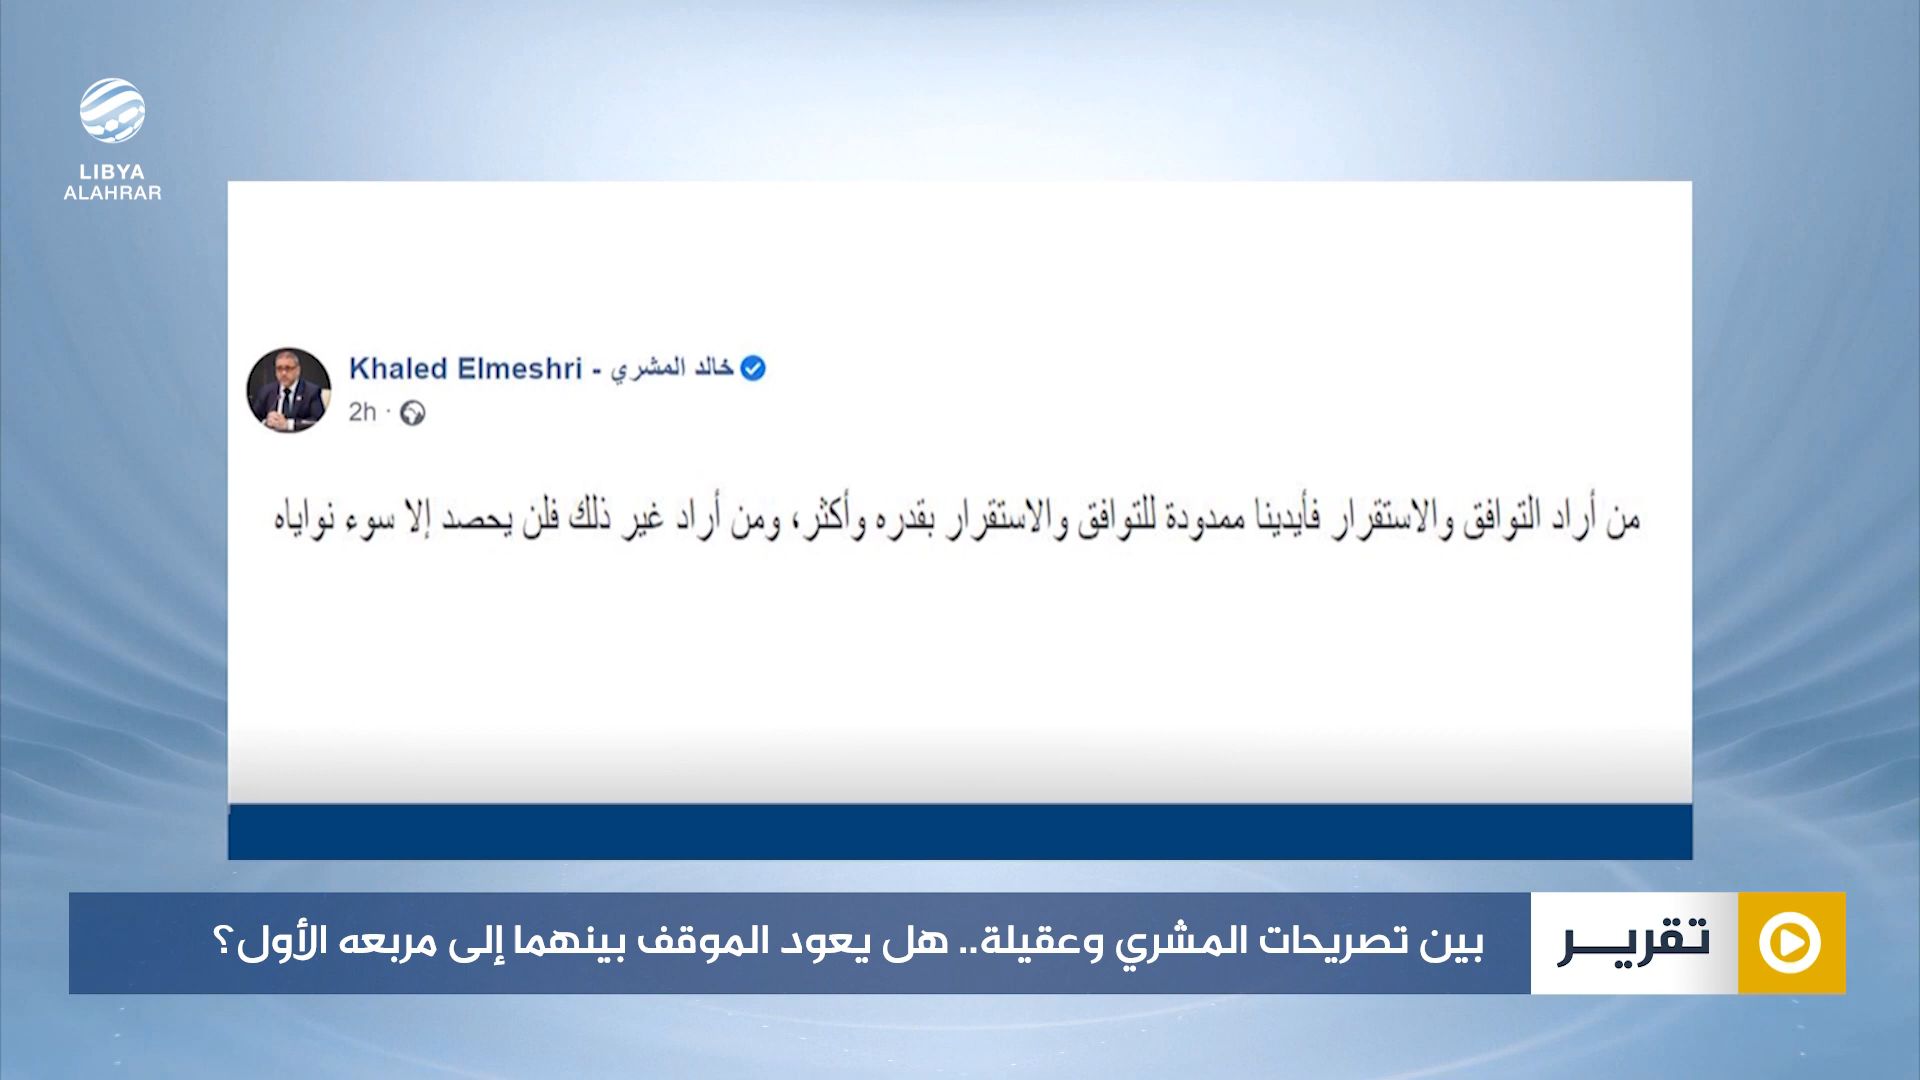 LIBYA
ALAHRAR
Khaled Elmeshri - خالد المشري
2h ·
من أراد التوافق والاستقرار فأيدينا ممدودة للتوافق والاستقرار بقدره وأكثر، ومن أراد غير ذلك فلن يحصد إلا سوء نواياه
تقريـــر
بين تصريحات المشري وعقيلة.. هل يعود الموقف بينهما إلى مربعه الأول؟